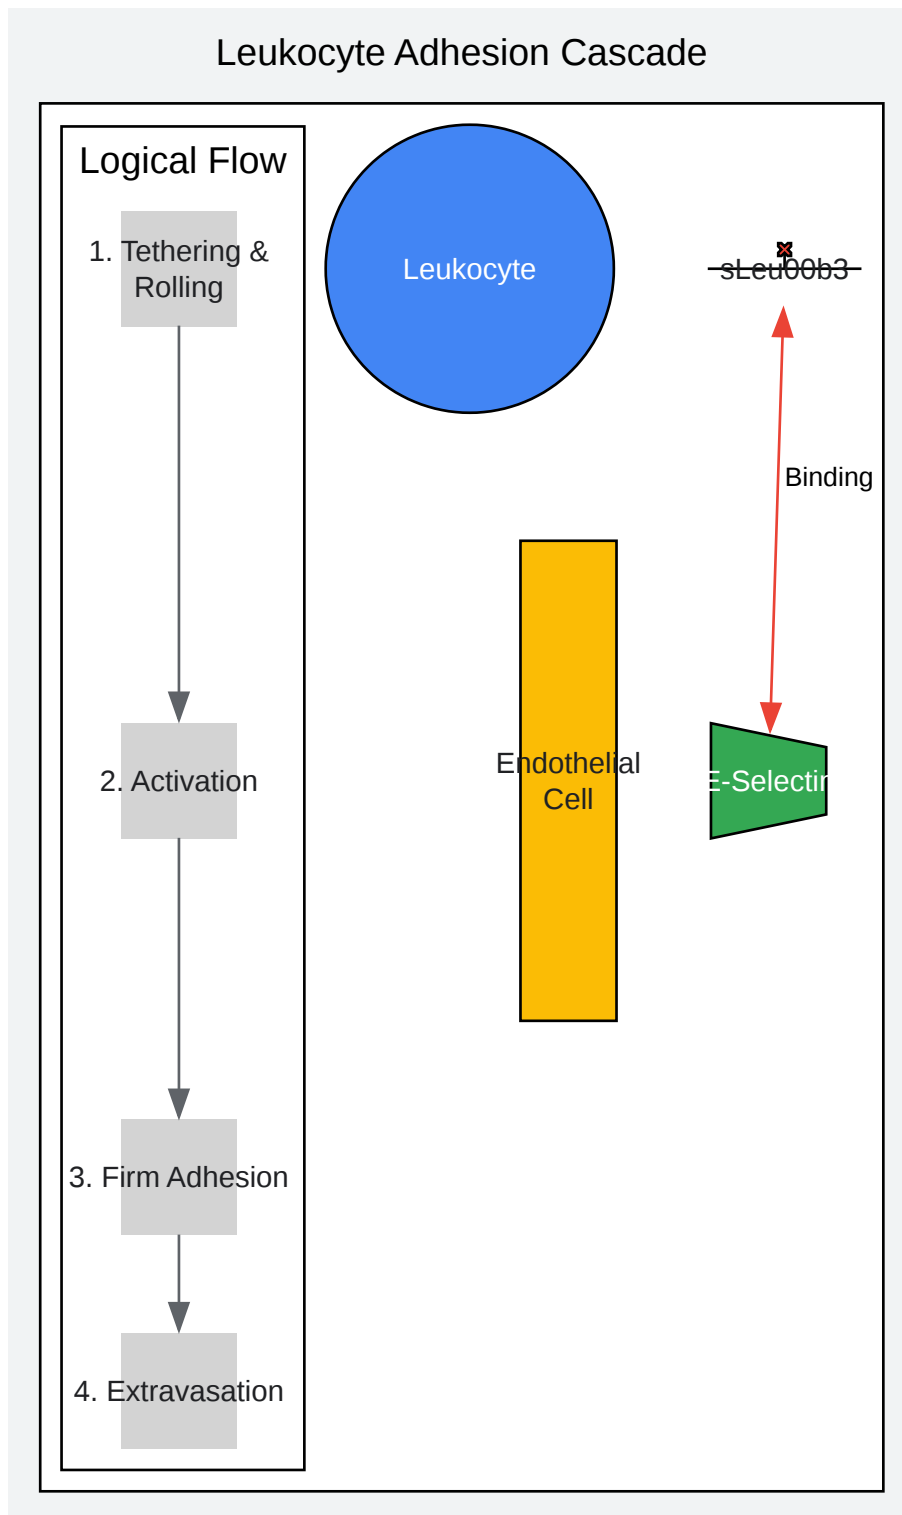 Leukocyte Adhesion Cascade
Logical Flow
1. Tethering &
Rolling
Leukocyte
sLeu00b3
Binding
2. Activation
Endothelial
Cell
E-Selectin
3. Firm Adhesion
4. Extravasation